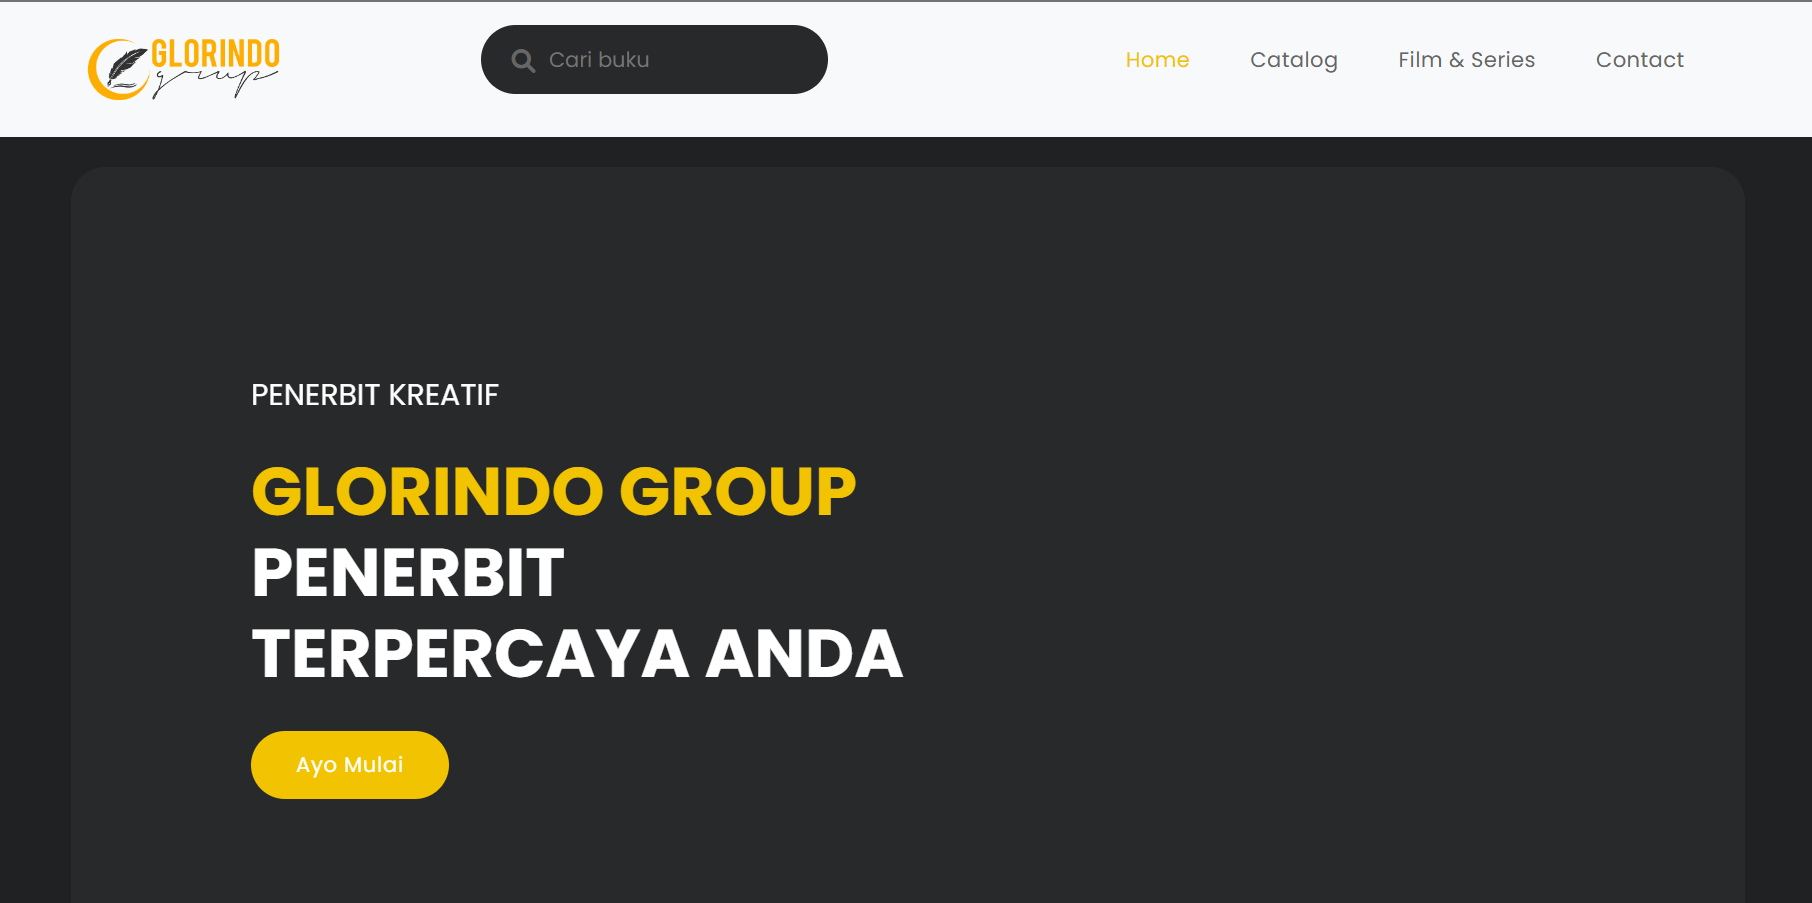 GLORINDO
grup
Cari buku
Home
Catalog
Film & Series
Contact
PENERBIT KREATIF
GLORINDO GROUP
PENERBIT
TERPERCAYA ANDA
Ayo Mulai